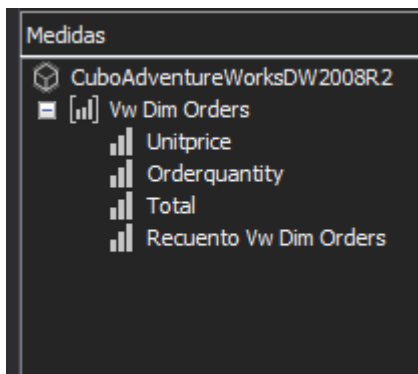 Medidas
CuboAdventureWorksDW2008R2
Vw Dim Orders
Unitprice
Orderquantity
Total
Recuento Vw Dim Orders